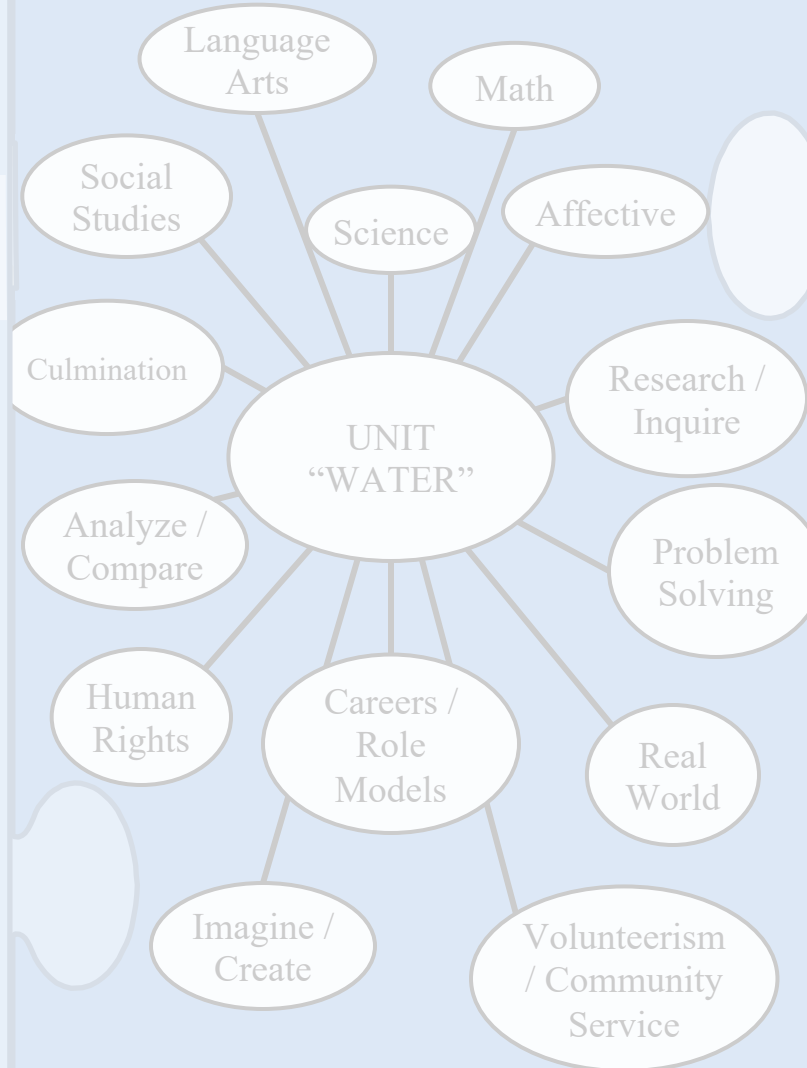 Language
Arts
Math
Social
Studies
Science
Affective
Culmination
Research /
Inquire
UNIT
“WATER”
Analyze /
Compare
Problem
Solving
Human
Rights
Careers /
Role
Models
Real
World
Imagine /
Create
Volunteerism
/ Community
Service